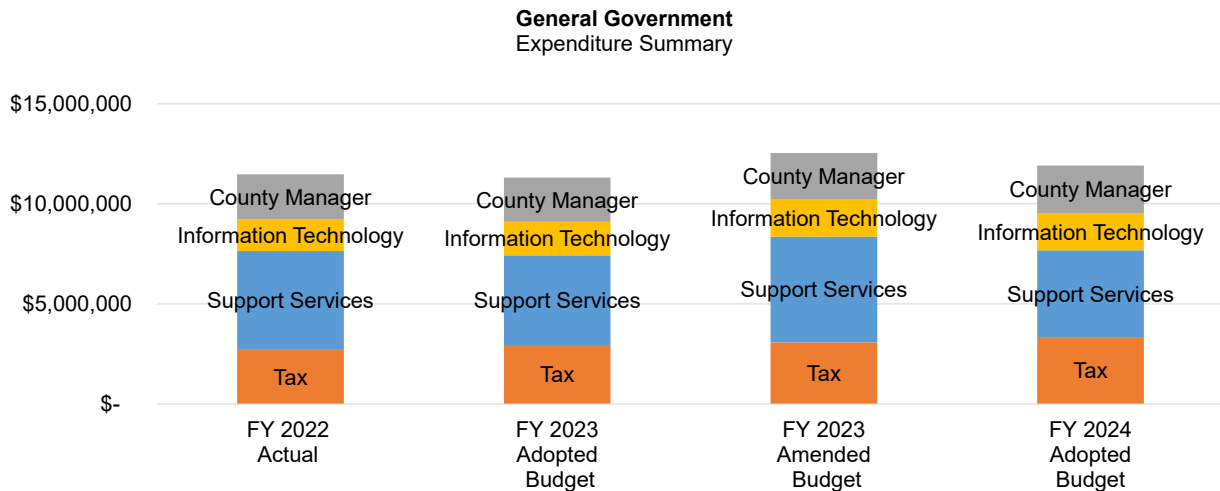 General Government
Expenditure Summary
$15,000,000
$10,000,000
$5,000,000
$-
County Manager
Information Technology
Support Services
Tax
County Manager
Information Technology
Support Services
Tax
County Manager
Information Technology
Support Services
Tax
County Manager
Information Technology
Support Services
Tax
FY 2022
Actual
FY 2023
Adopted
Budget
FY 2023
Amended
Budget
FY 2024
Adopted
Budget